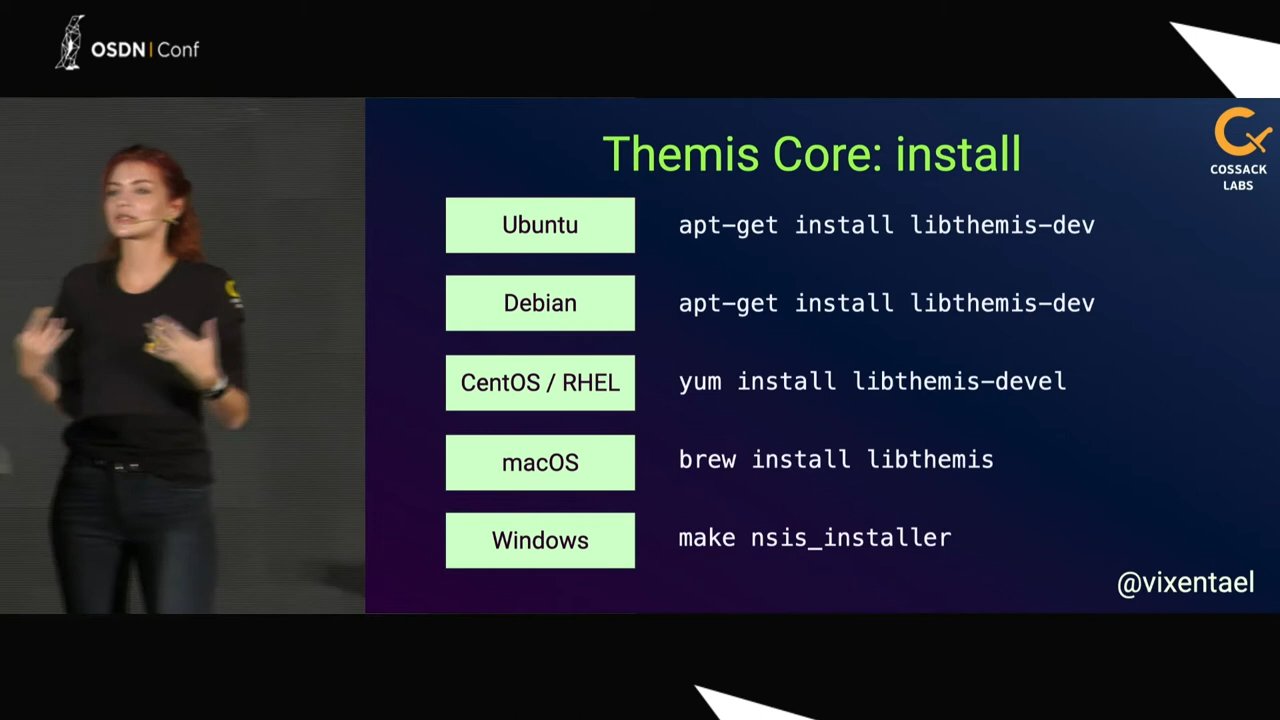 OSDN | Conf
Themis Core: install
COSSACK
LABS
Ubuntu
apt-get install libthemis-dev
Debian
apt-get install libthemis-dev
CentOS / RHEL
yum install libthemis-devel
macOS
brew install libthemis
Windows
make nsis_installer
@vixentael